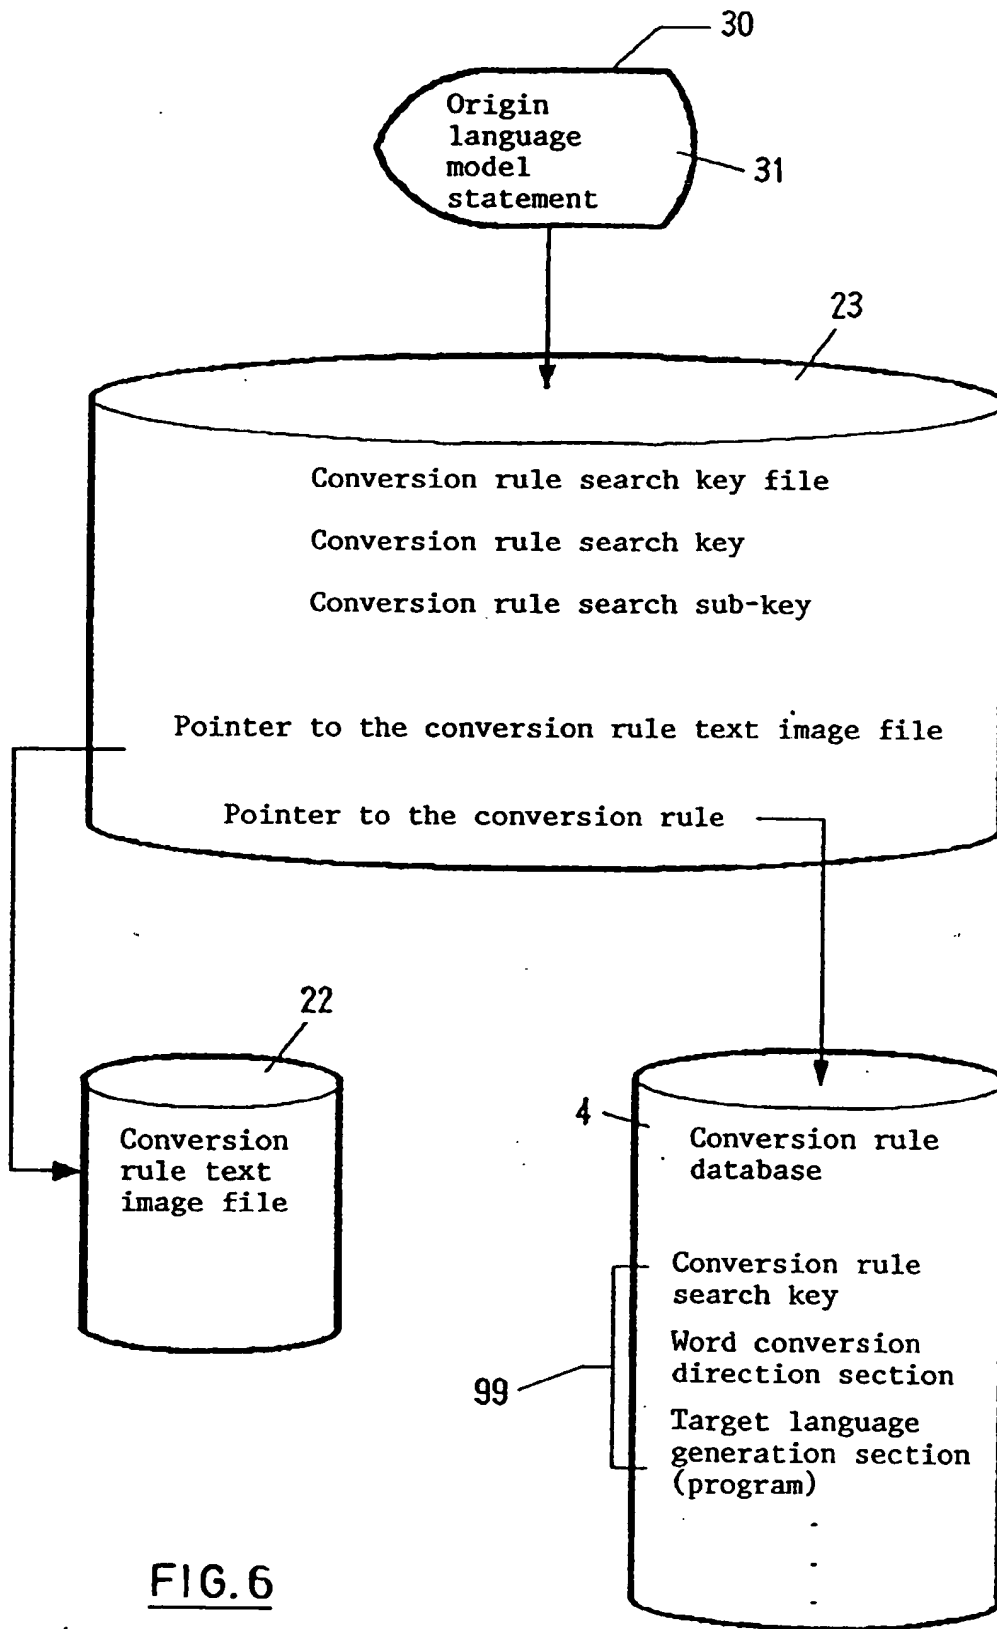 30
Origin
language
model
statement
31
23
Conversion rule search key file
Conversion rule search key
Conversion rule search sub-key
Pointer to the conversion rule text image file
Pointer to the conversion rule
22
Conversion
rule text
image file
4
Conversion rule
database
Conversion rule
search key
Word conversion
direction section
99
Target language
generation section
(program)
FIG.6